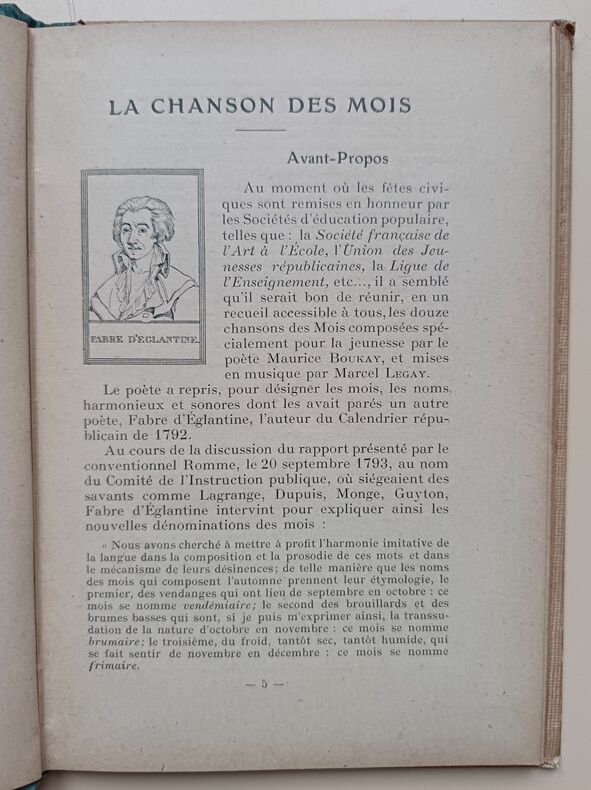 LA CHANSON DES MOIS
Avant-Propos
FABRE D'EGLANTINE.
Au moment où les fêtes civi-
ques sont remises en honneur par
les Sociétés d'éducation populaire,
telles que : la Société française de
l'Art à l'École, l'Union des Jeu-
nesses républicaines, la Ligue de
l'Enseignement, etc..., il a semblé
qu'il serait bon de réunir, en un
recueil accessible à tous, les douze
chansons des Mois composées spé-
cialement pour la jeunesse par le
poète Maurice BOUKAY, et mises
en musique par Marcel LEGAY.
Le poète a repris, pour désigner les mois, les noms
harmonieux et sonores dont les avait parés un autre
poète, Fabre d'Églantine, l'auteur du Calendrier répu-
blicain de 1792.
Au cours de la discussion du rapport présenté par le
conventionnel Romme, le 20 septembre 1793, au nom
du Comité de l'Instruction publique, où siégeaient des
savants comme Lagrange, Dupuis, Monge, Guyton,
Fabre d'Églantine intervint pour expliquer ainsi les
nouvelles dénominations des mois :
« Nous avons cherché à mettre à profit l'harmonie imitative de
la langue dans la composition et la prosodie de ces mots et dans
le mécanisme de leurs désinences ; de telle manière que les noms
des mois qui composent l'automne prennent leur étymologie, le
premier, des vendanges qui ont lieu de septembre en octobre : ce
mois se nomme vendémiaire ; le second des brouillards et des
brumes basses qui sont, si je puis m'exprimer ainsi, la transsu-
dation de la nature d'octobre en novembre : ce mois se nomme
brumaire ; le troisième, du froid, tantôt sec, tantôt humide, qui
se fait sentir de novembre en décembre : ce mois se nomme
frimaire.
— 5 —